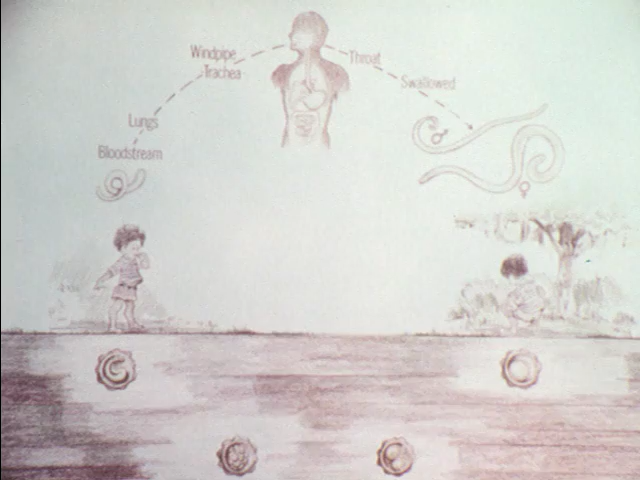 Windpipe
Trachea
Throat
Swallowed
Lungs
Bloodstream